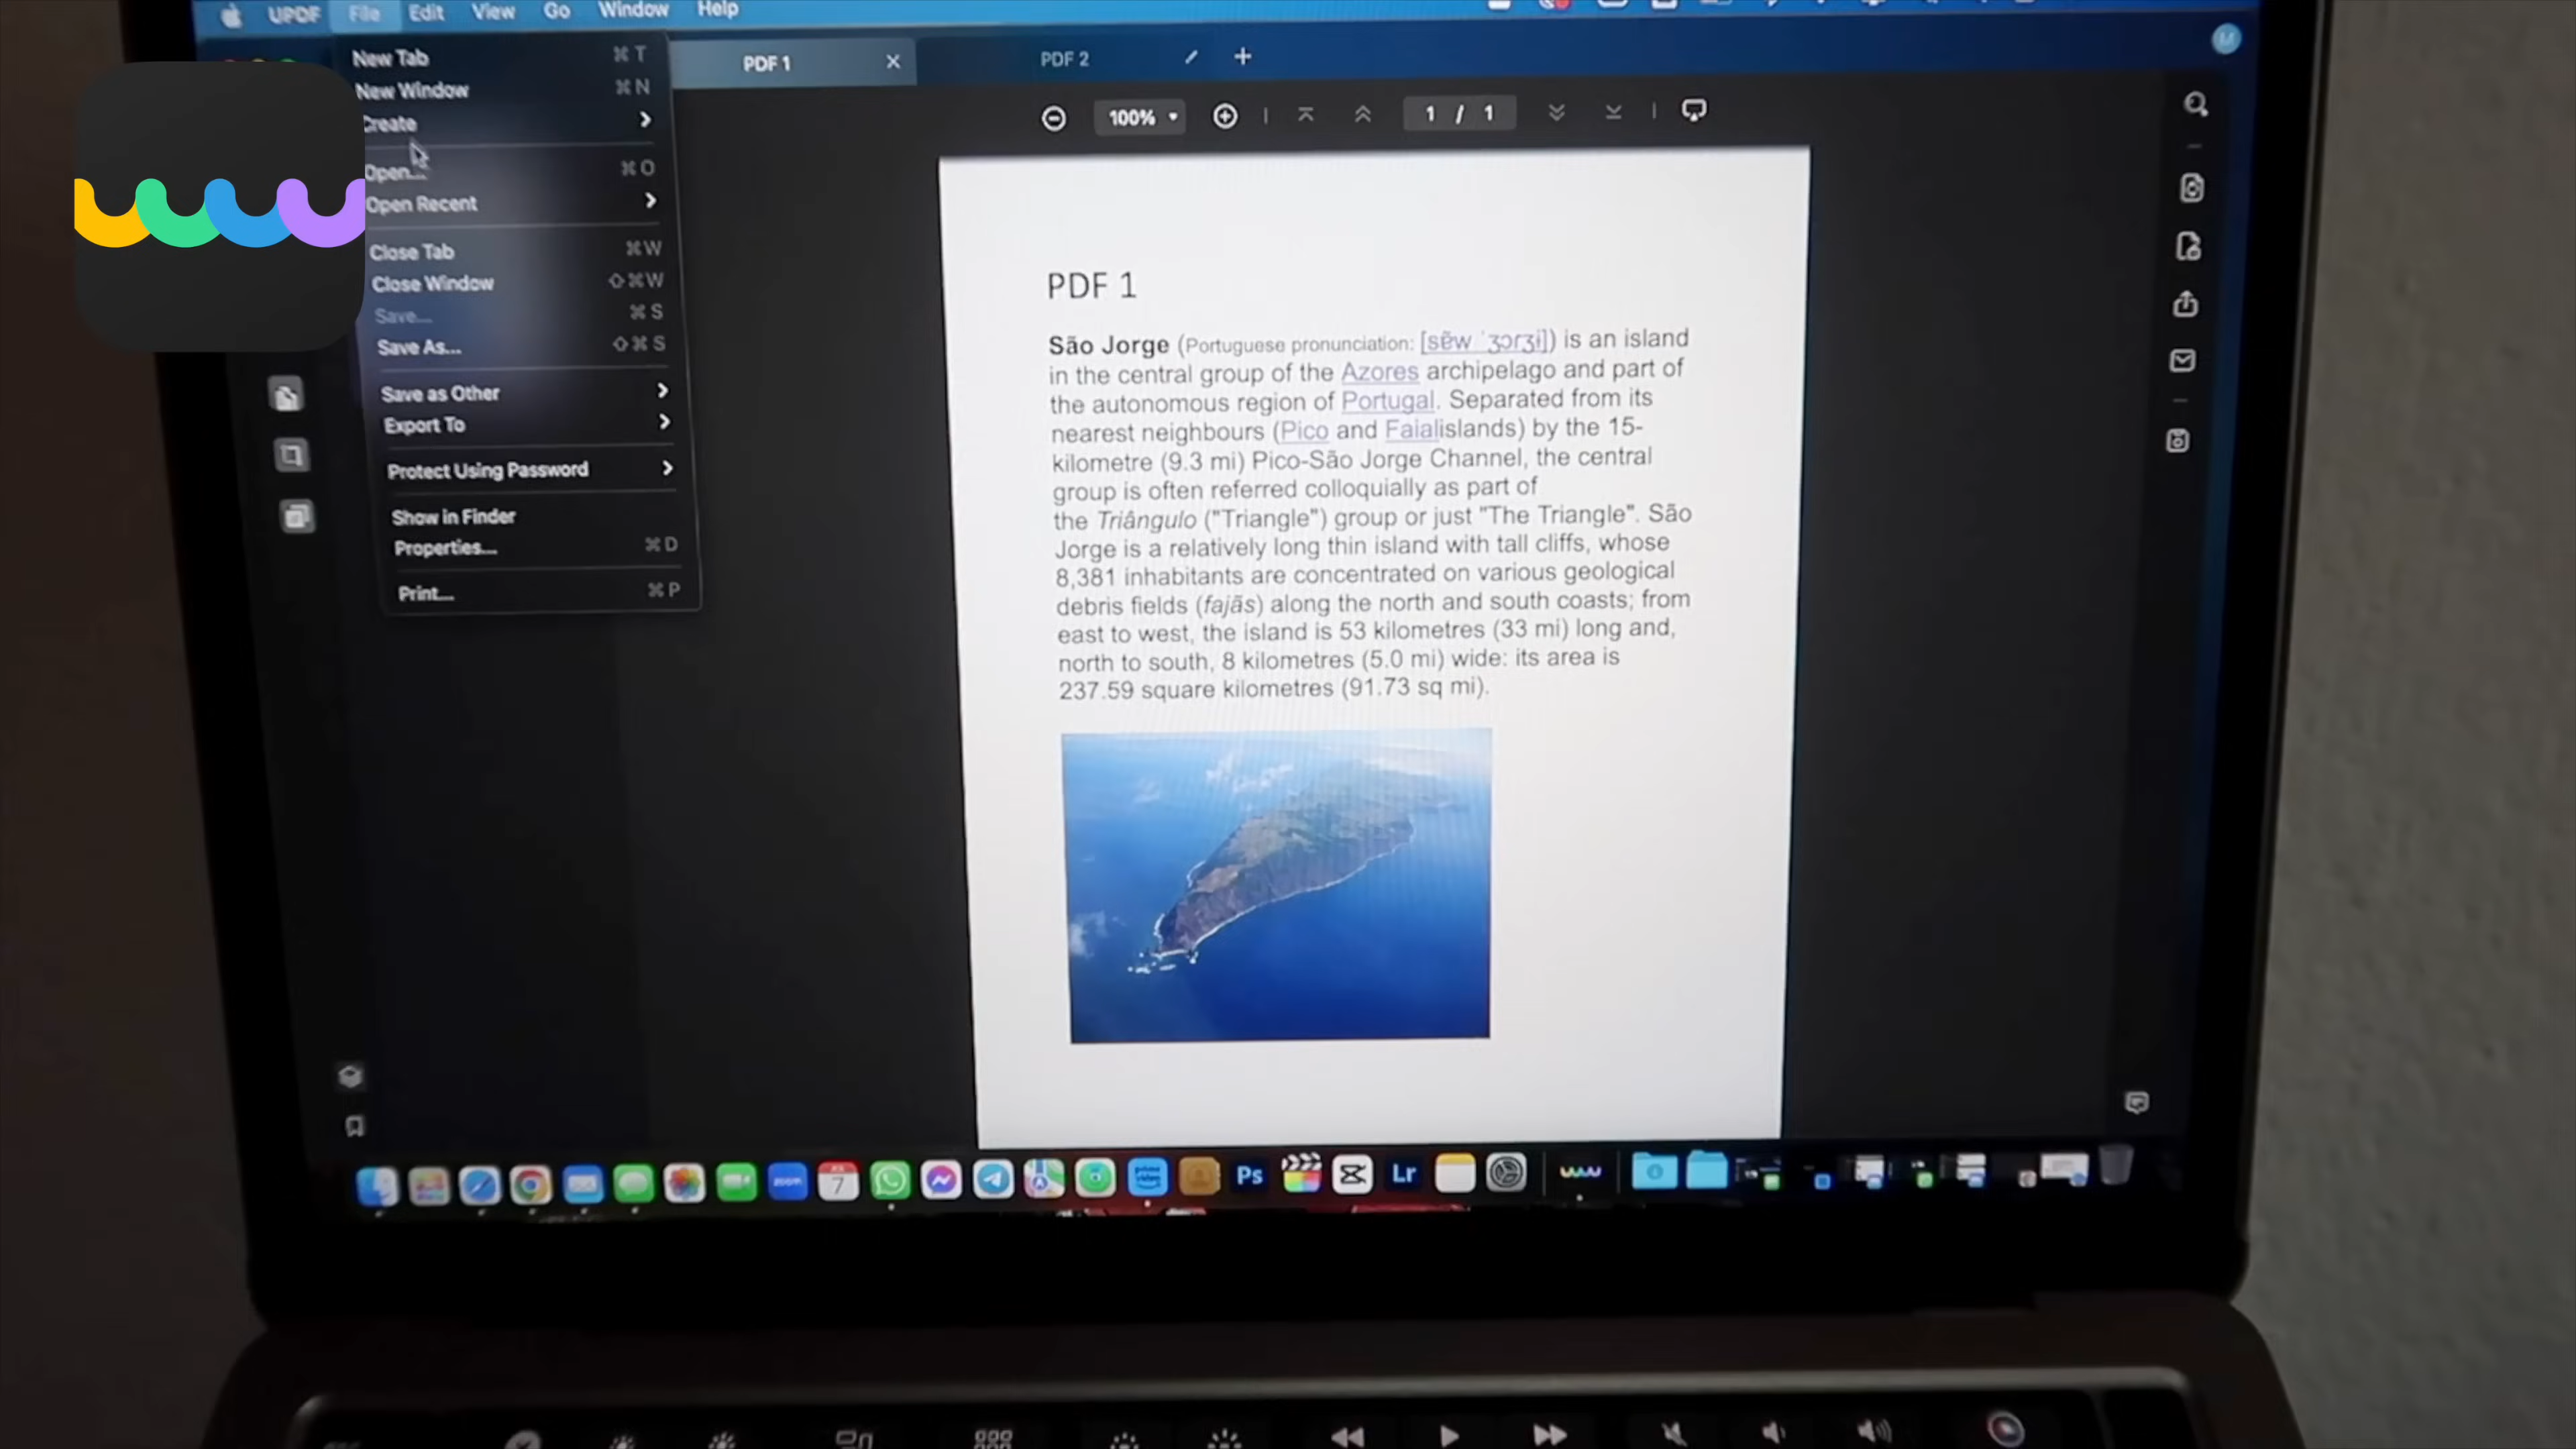 UPDF File Edit View Go Window Help
PDF 1
PDF 2
New Tab ⌘ T
New Window ⌘ N
Create
Open... ⌘ O
Open Recent
Close Tab ⌘ W
Close Window ⇧ ⌘ W
Save... ⌘ S
Save As... ⇧ ⌘ S
Save as Other
Export To
Protect Using Password
Show in Finder
Properties... ⌘ D
Print... ⌘ P
100%
1 / 1
M
PDF 1
São Jorge (Portuguese pronunciation: [sɐ̃w ˈʒɔɾʒi]) is an island
in the central group of the Azores archipelago and part of
the autonomous region of Portugal. Separated from its
nearest neighbours (Pico and Faialislands) by the 15-
kilometre (9.3 mi) Pico-São Jorge Channel, the central
group is often referred colloquially as part of
the Triângulo ("Triangle") group or just "The Triangle". São
Jorge is a relatively long thin island with tall cliffs, whose
8,381 inhabitants are concentrated on various geological
debris fields (fajãs) along the north and south coasts; from
east to west, the island is 53 kilometres (33 mi) long and,
north to south, 8 kilometres (5.0 mi) wide: its area is
237.59 square kilometres (91.73 sq mi).
zoom
7
prime video
Ps
Lr